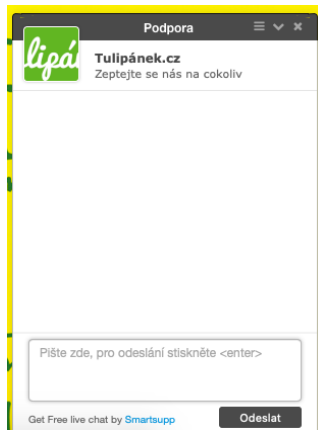 Podpora
lipá
Tulipánek.cz
Zeptejte se nás na cokoliv
Pište zde, pro odeslání stiskněte <enter>
Get Free live chat by Smartsupp
Odeslat